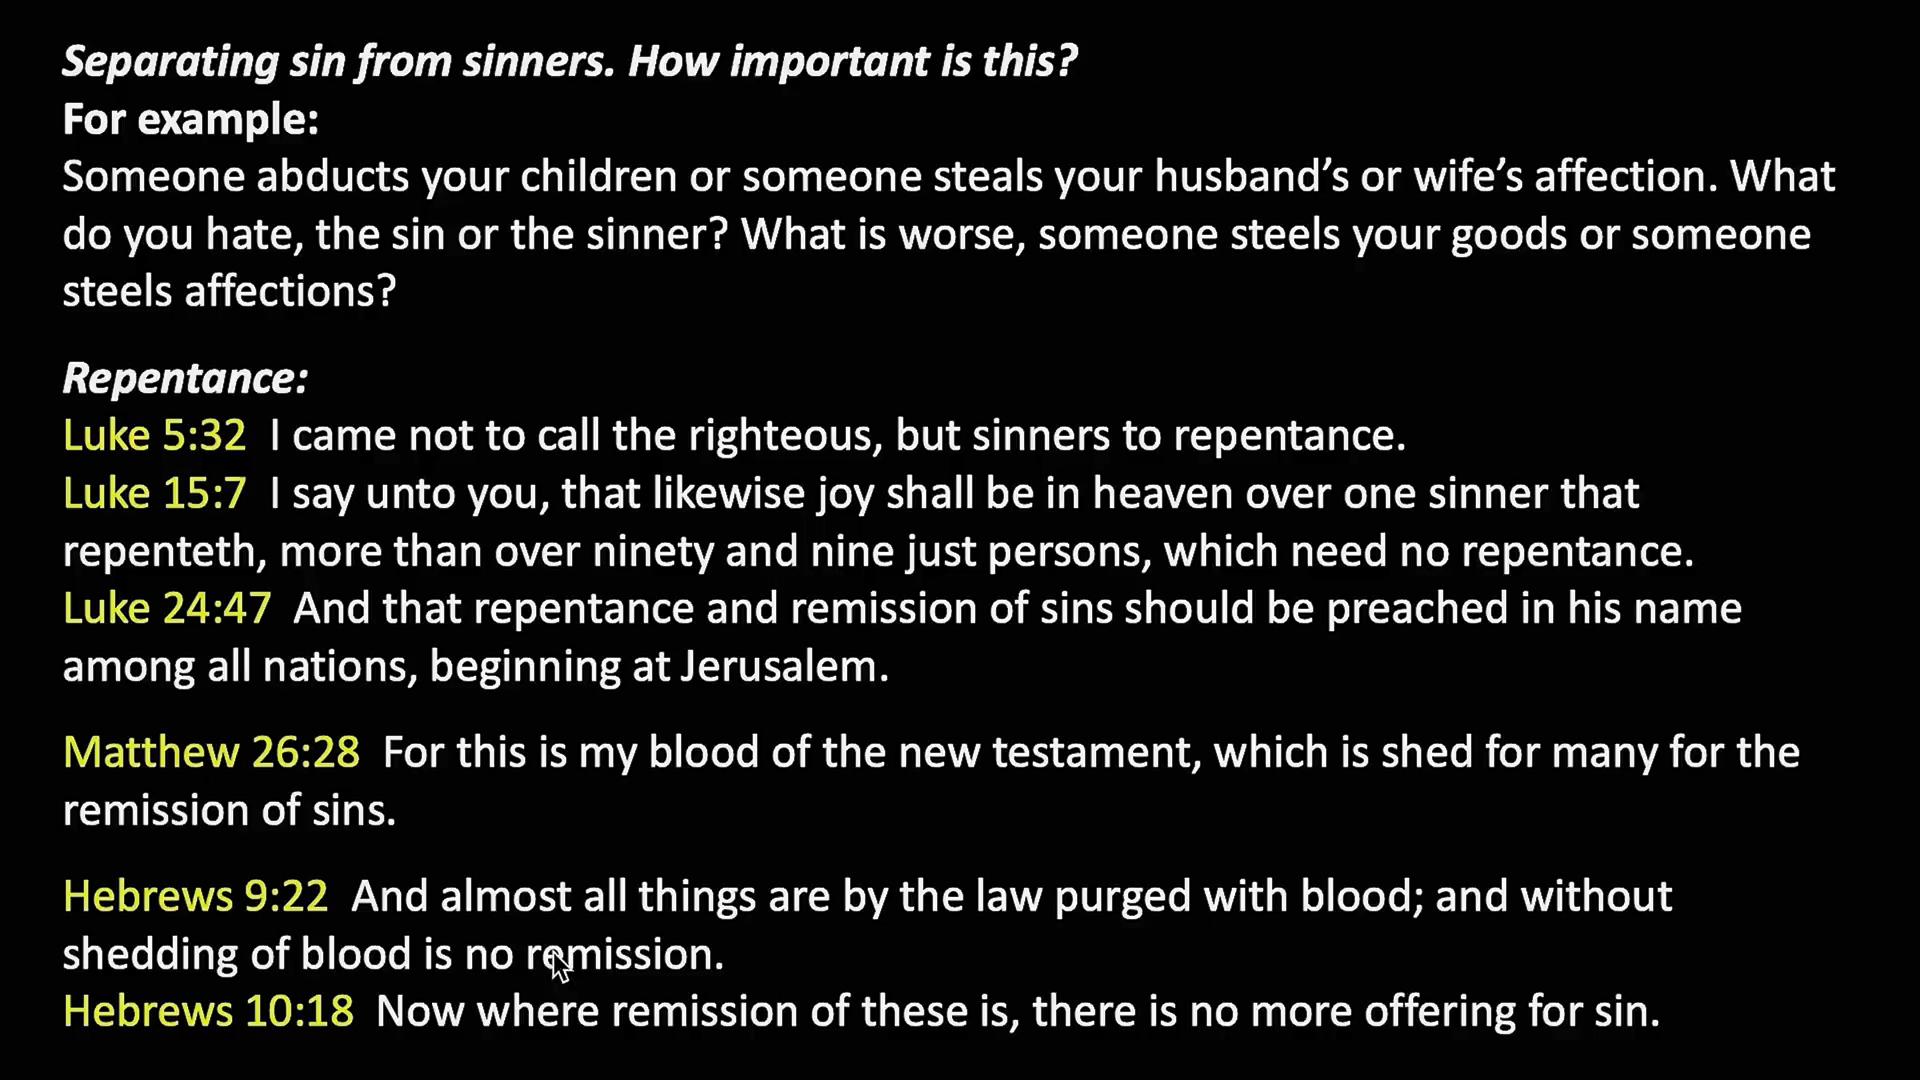 Separating sin from sinners. How important is this?
For example:
Someone abducts your children or someone steals your husband’s or wife’s affection. What
do you hate, the sin or the sinner? What is worse, someone steels your goods or someone
steels affections?
Repentance:
Luke 5:32 I came not to call the righteous, but sinners to repentance.
Luke 15:7 I say unto you, that likewise joy shall be in heaven over one sinner that
repenteth, more than over ninety and nine just persons, which need no repentance.
Luke 24:47 And that repentance and remission of sins should be preached in his name
among all nations, beginning at Jerusalem.
Matthew 26:28 For this is my blood of the new testament, which is shed for many for the
remission of sins.
Hebrews 9:22 And almost all things are by the law purged with blood; and without
shedding of blood is no remission.
Hebrews 10:18 Now where remission of these is, there is no more offering for sin.